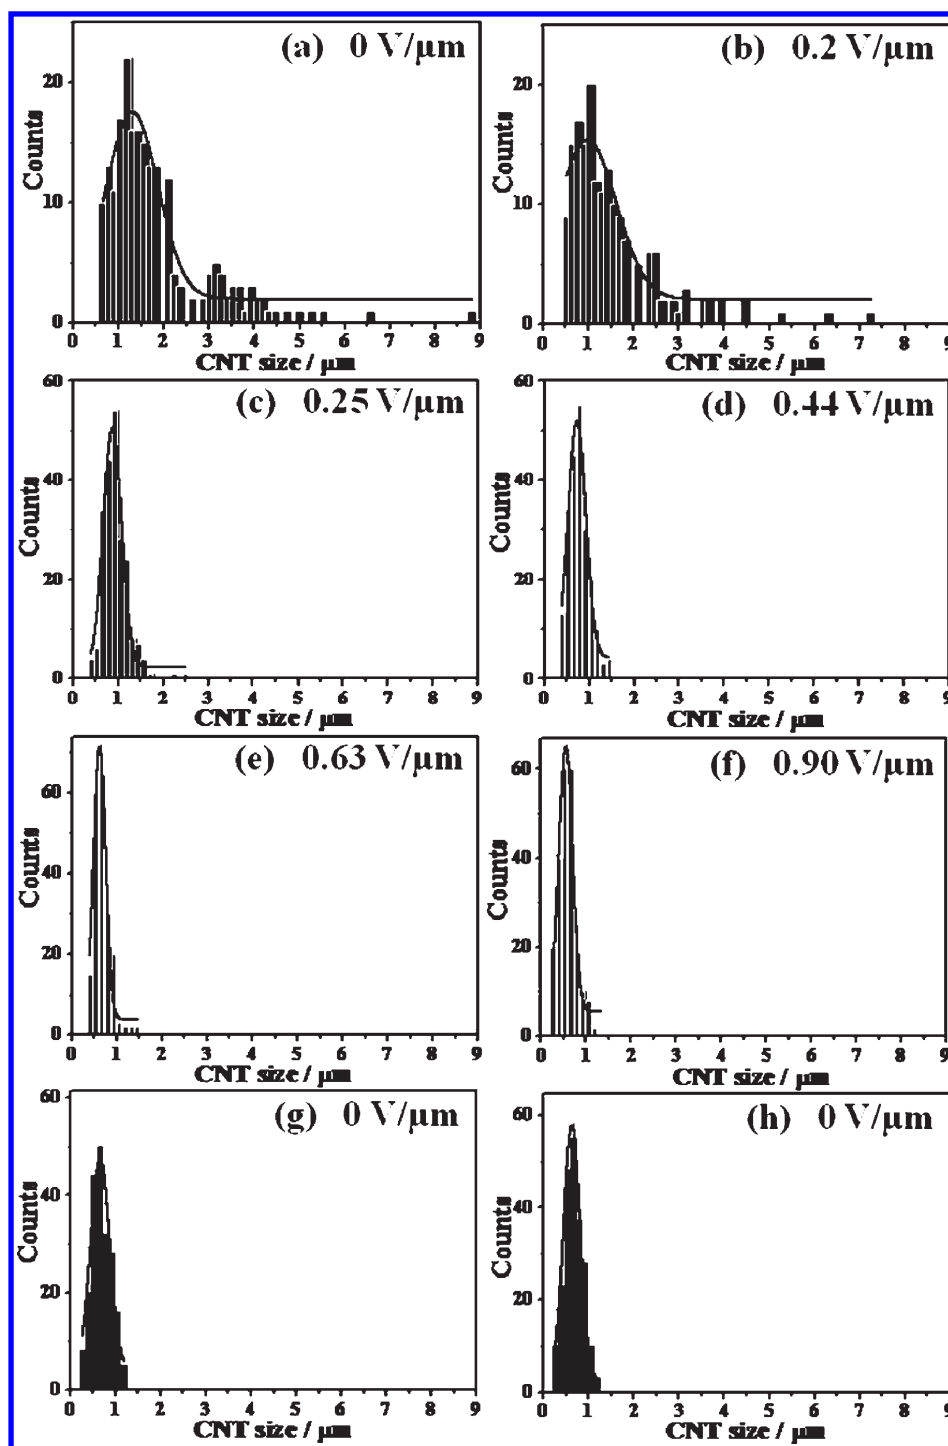 (a) 0 V/µm
Counts
20
10
0
0 1 2 3 4 5 6 7 8 9
CNT size / µm
(b) 0.2 V/µm
Counts
20
10
0
0 1 2 3 4 5 6 7 8 9
CNT size / µm
(c) 0.25 V/µm
Counts
60
40
20
0
0 1 2 3 4 5 6 7 8 9
CNT size / µm
(d) 0.44 V/µm
Counts
60
40
20
0
0 1 2 3 4 5 6 7 8 9
CNT size / µm
(e) 0.63 V/µm
Counts
60
40
20
0
0 1 2 3 4 5 6 7 8 9
CNT size / µm
(f) 0.90 V/µm
Counts
60
40
20
0
0 1 2 3 4 5 6 7 8 9
CNT size / µm
(g) 0 V/µm
Counts
60
40
20
0
0 1 2 3 4 5 6 7 8 9
CNT size / µm
(h) 0 V/µm
Counts
60
40
20
0
0 1 2 3 4 5 6 7 8 9
CNT size / µm